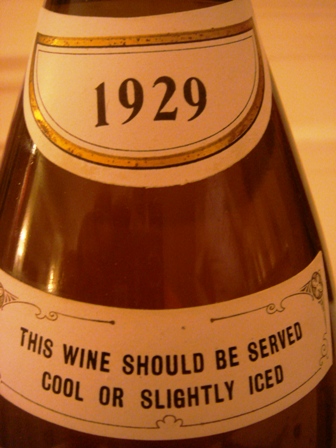 1929
THIS WINE SHOULD BE SERVED
COOL OR SLIGHTLY ICED